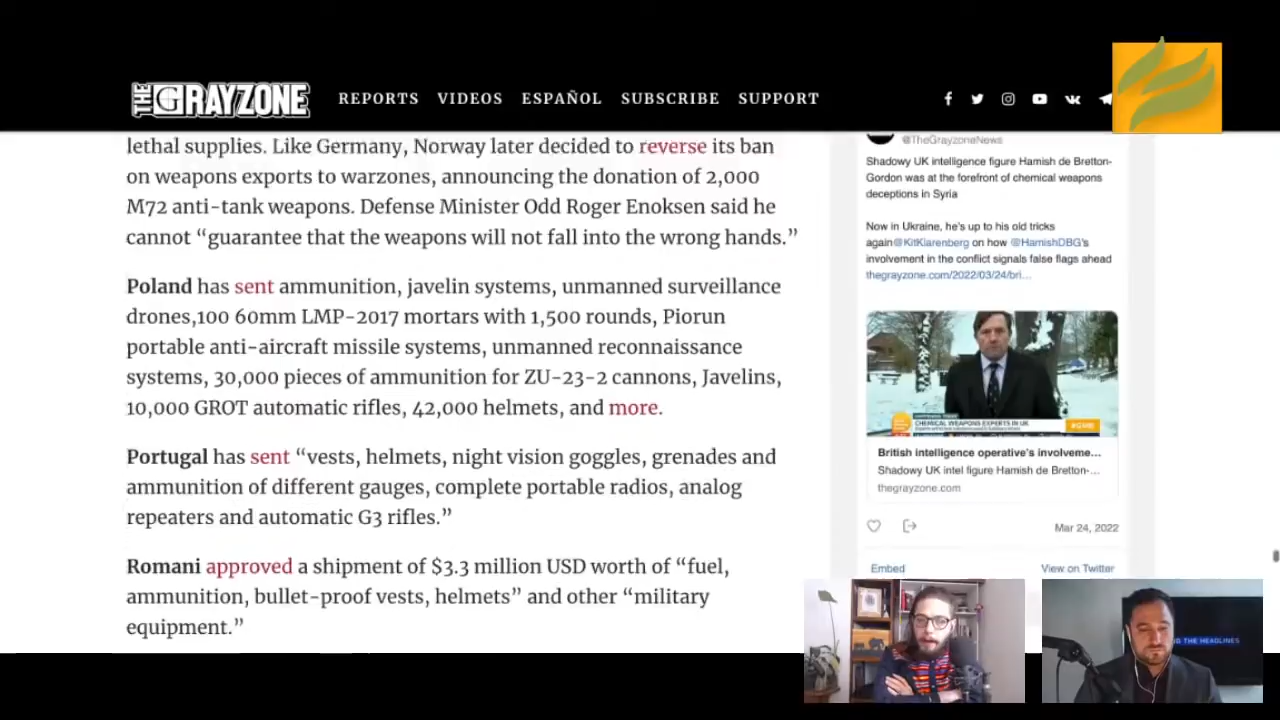 THE GRAYZONE
REPORTS VIDEOS ESPAÑOL SUBSCRIBE SUPPORT
lethal supplies. Like Germany, Norway later decided to reverse its ban
on weapons exports to warzones, announcing the donation of 2,000
M72 anti-tank weapons. Defense Minister Odd Roger Enoksen said he
cannot “guarantee that the weapons will not fall into the wrong hands.”
Poland has sent ammunition, javelin systems, unmanned surveillance
drones,100 60mm LMP-2017 mortars with 1,500 rounds, Piorun
portable anti-aircraft missile systems, unmanned reconnaissance
systems, 30,000 pieces of ammunition for ZU-23-2 cannons, Javelins,
10,000 GROT automatic rifles, 42,000 helmets, and more.
Portugal has sent “vests, helmets, night vision goggles, grenades and
ammunition of different gauges, complete portable radios, analog
repeaters and automatic G3 rifles.”
Romani approved a shipment of $3.3 million USD worth of “fuel,
ammunition, bullet-proof vests, helmets” and other “military
equipment.”
@TheGrayzoneNews
Shadowy UK intelligence figure Hamish de Bretton-
Gordon was at the forefront of chemical weapons
deceptions in Syria
Now in Ukraine, he's up to his old tricks
again@KitKlarenberg on how @HamishDBG's
involvement in the conflict signals false flags ahead
thegrayzone.com/2022/03/24/bri...
CHEMICAL WEAPONS EXPERTS IN UK
#GMB
British intelligence operative's involveme...
Shadowy UK intel figure Hamish de Bretton-...
thegrayzone.com
Mar 24, 2022
Embed
View on Twitter
THE HEADLINES